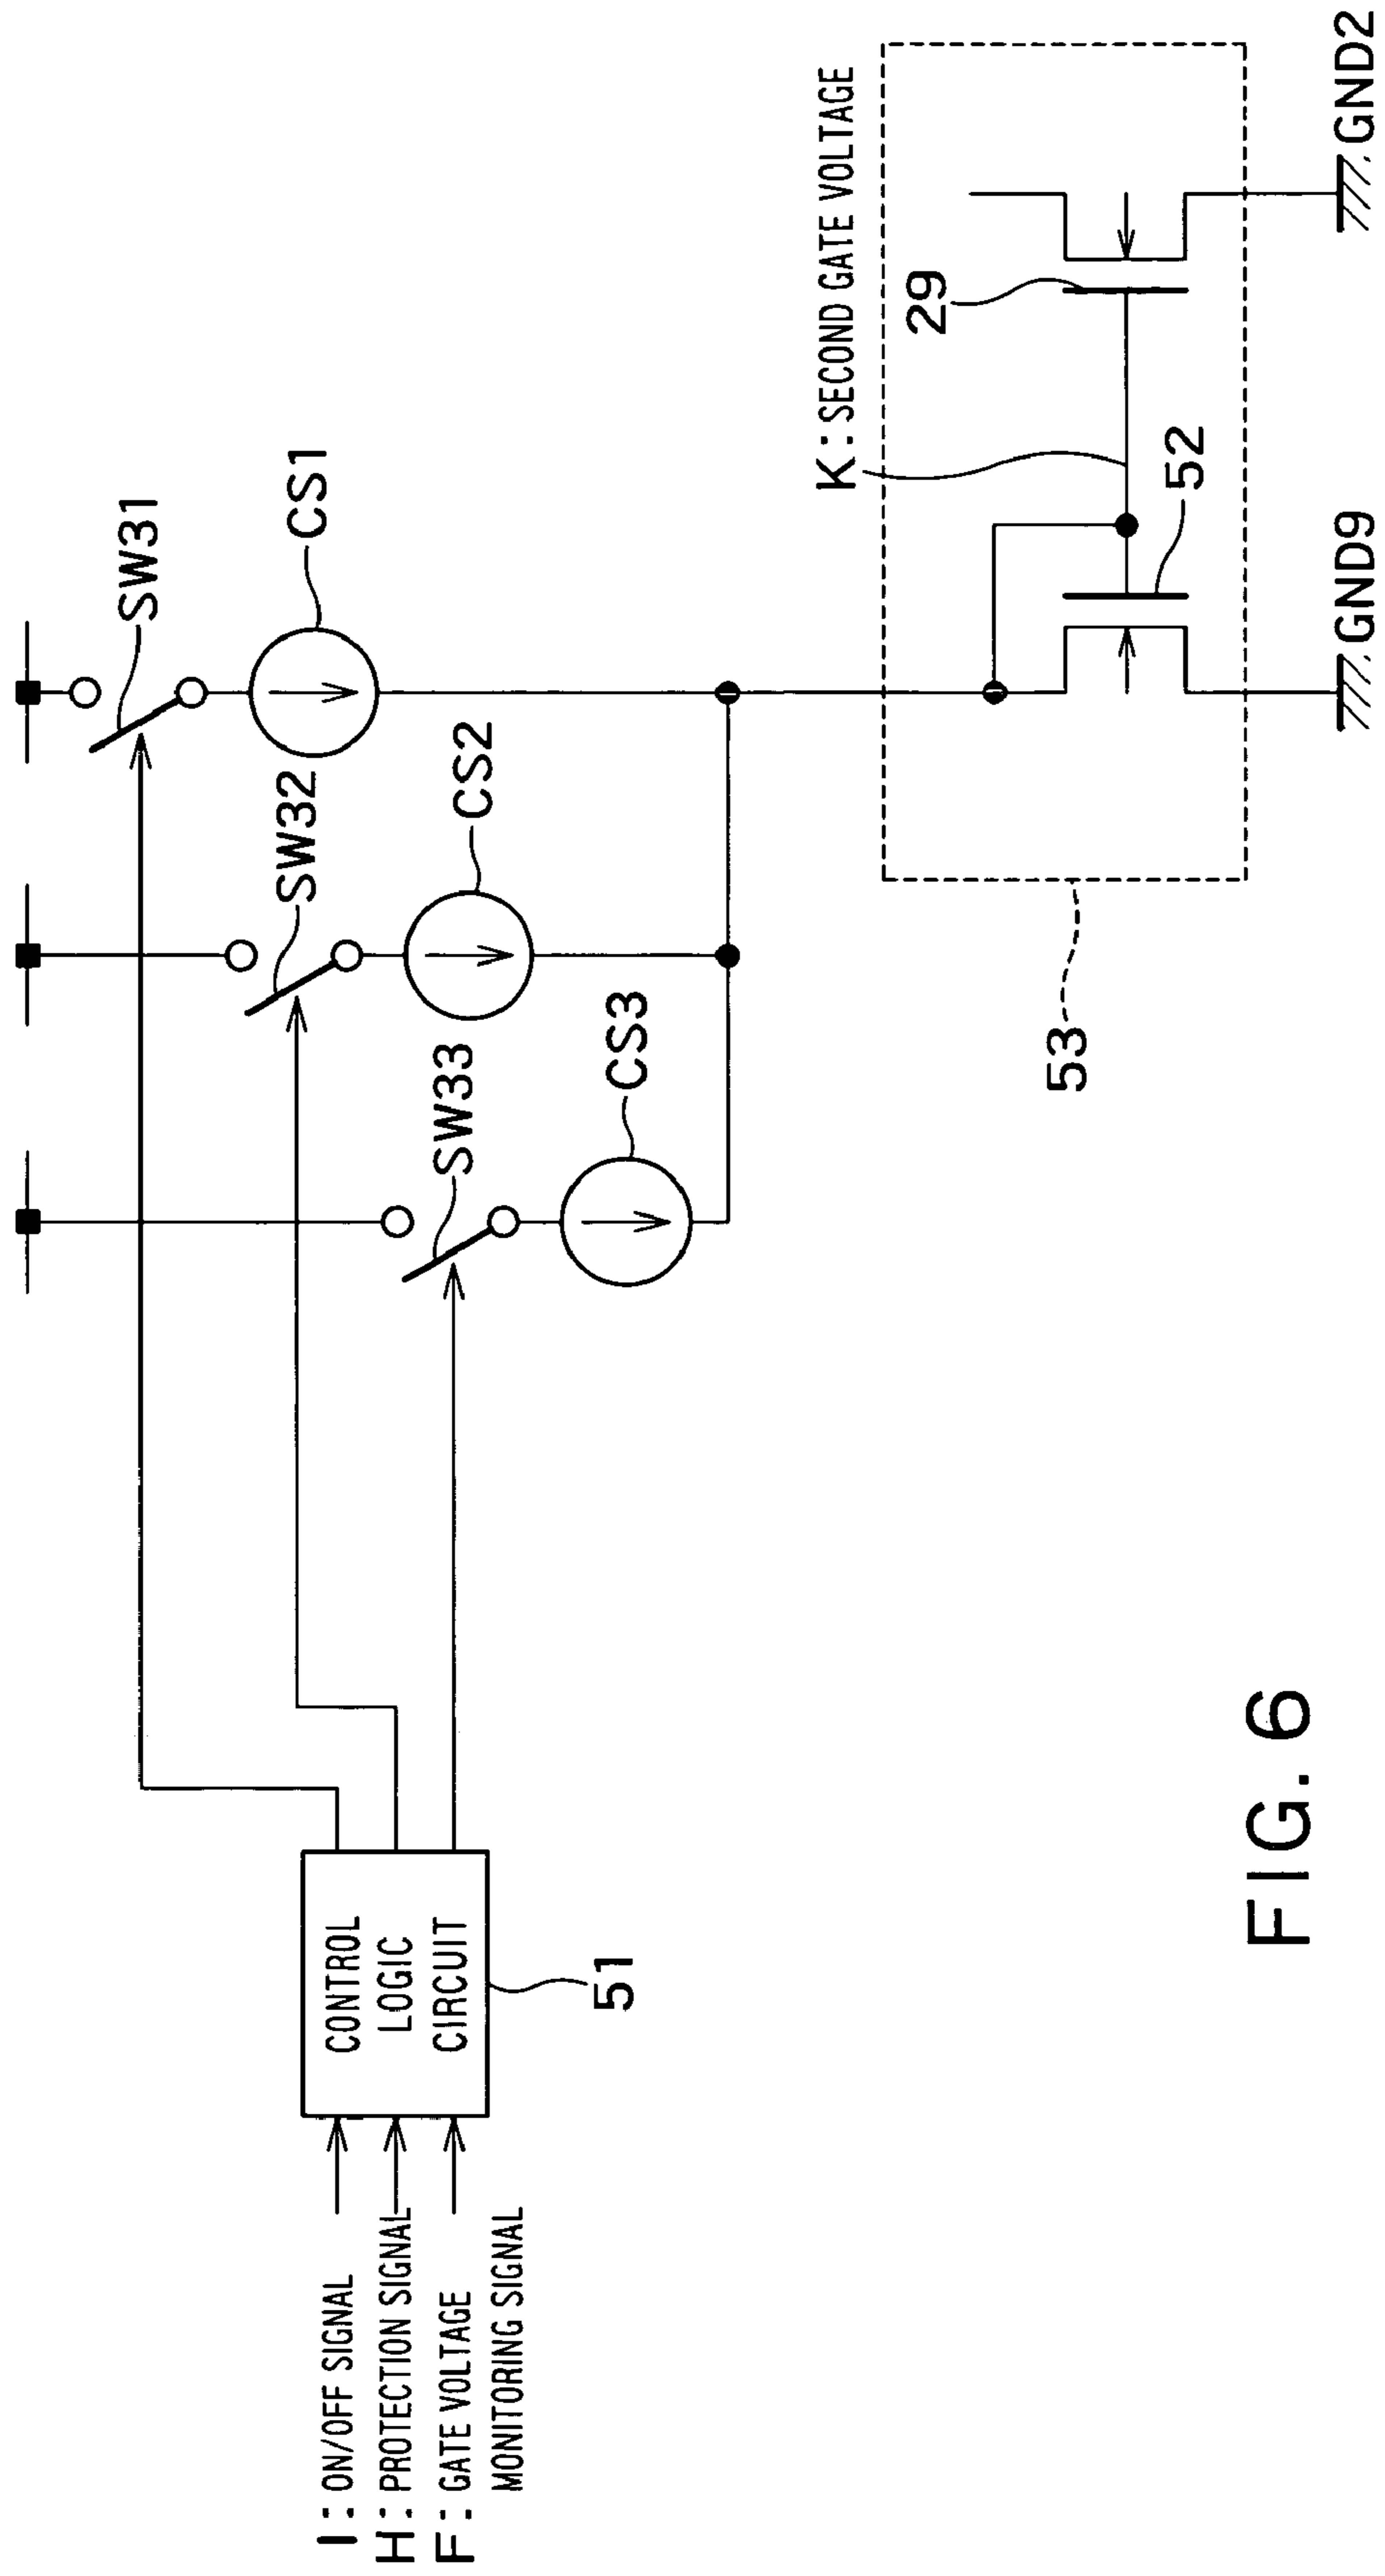 I : ON/OFF SIGNAL
H : PROTECTION SIGNAL
F : GATE VOLTAGE
MONITORING SIGNAL
CONTROL
LOGIC
CIRCUIT
51
SW31
CS1
SW32
CS2
SW33
CS3
K : SECOND GATE VOLTAGE
29
52
53
GND9
GND2
FIG. 6